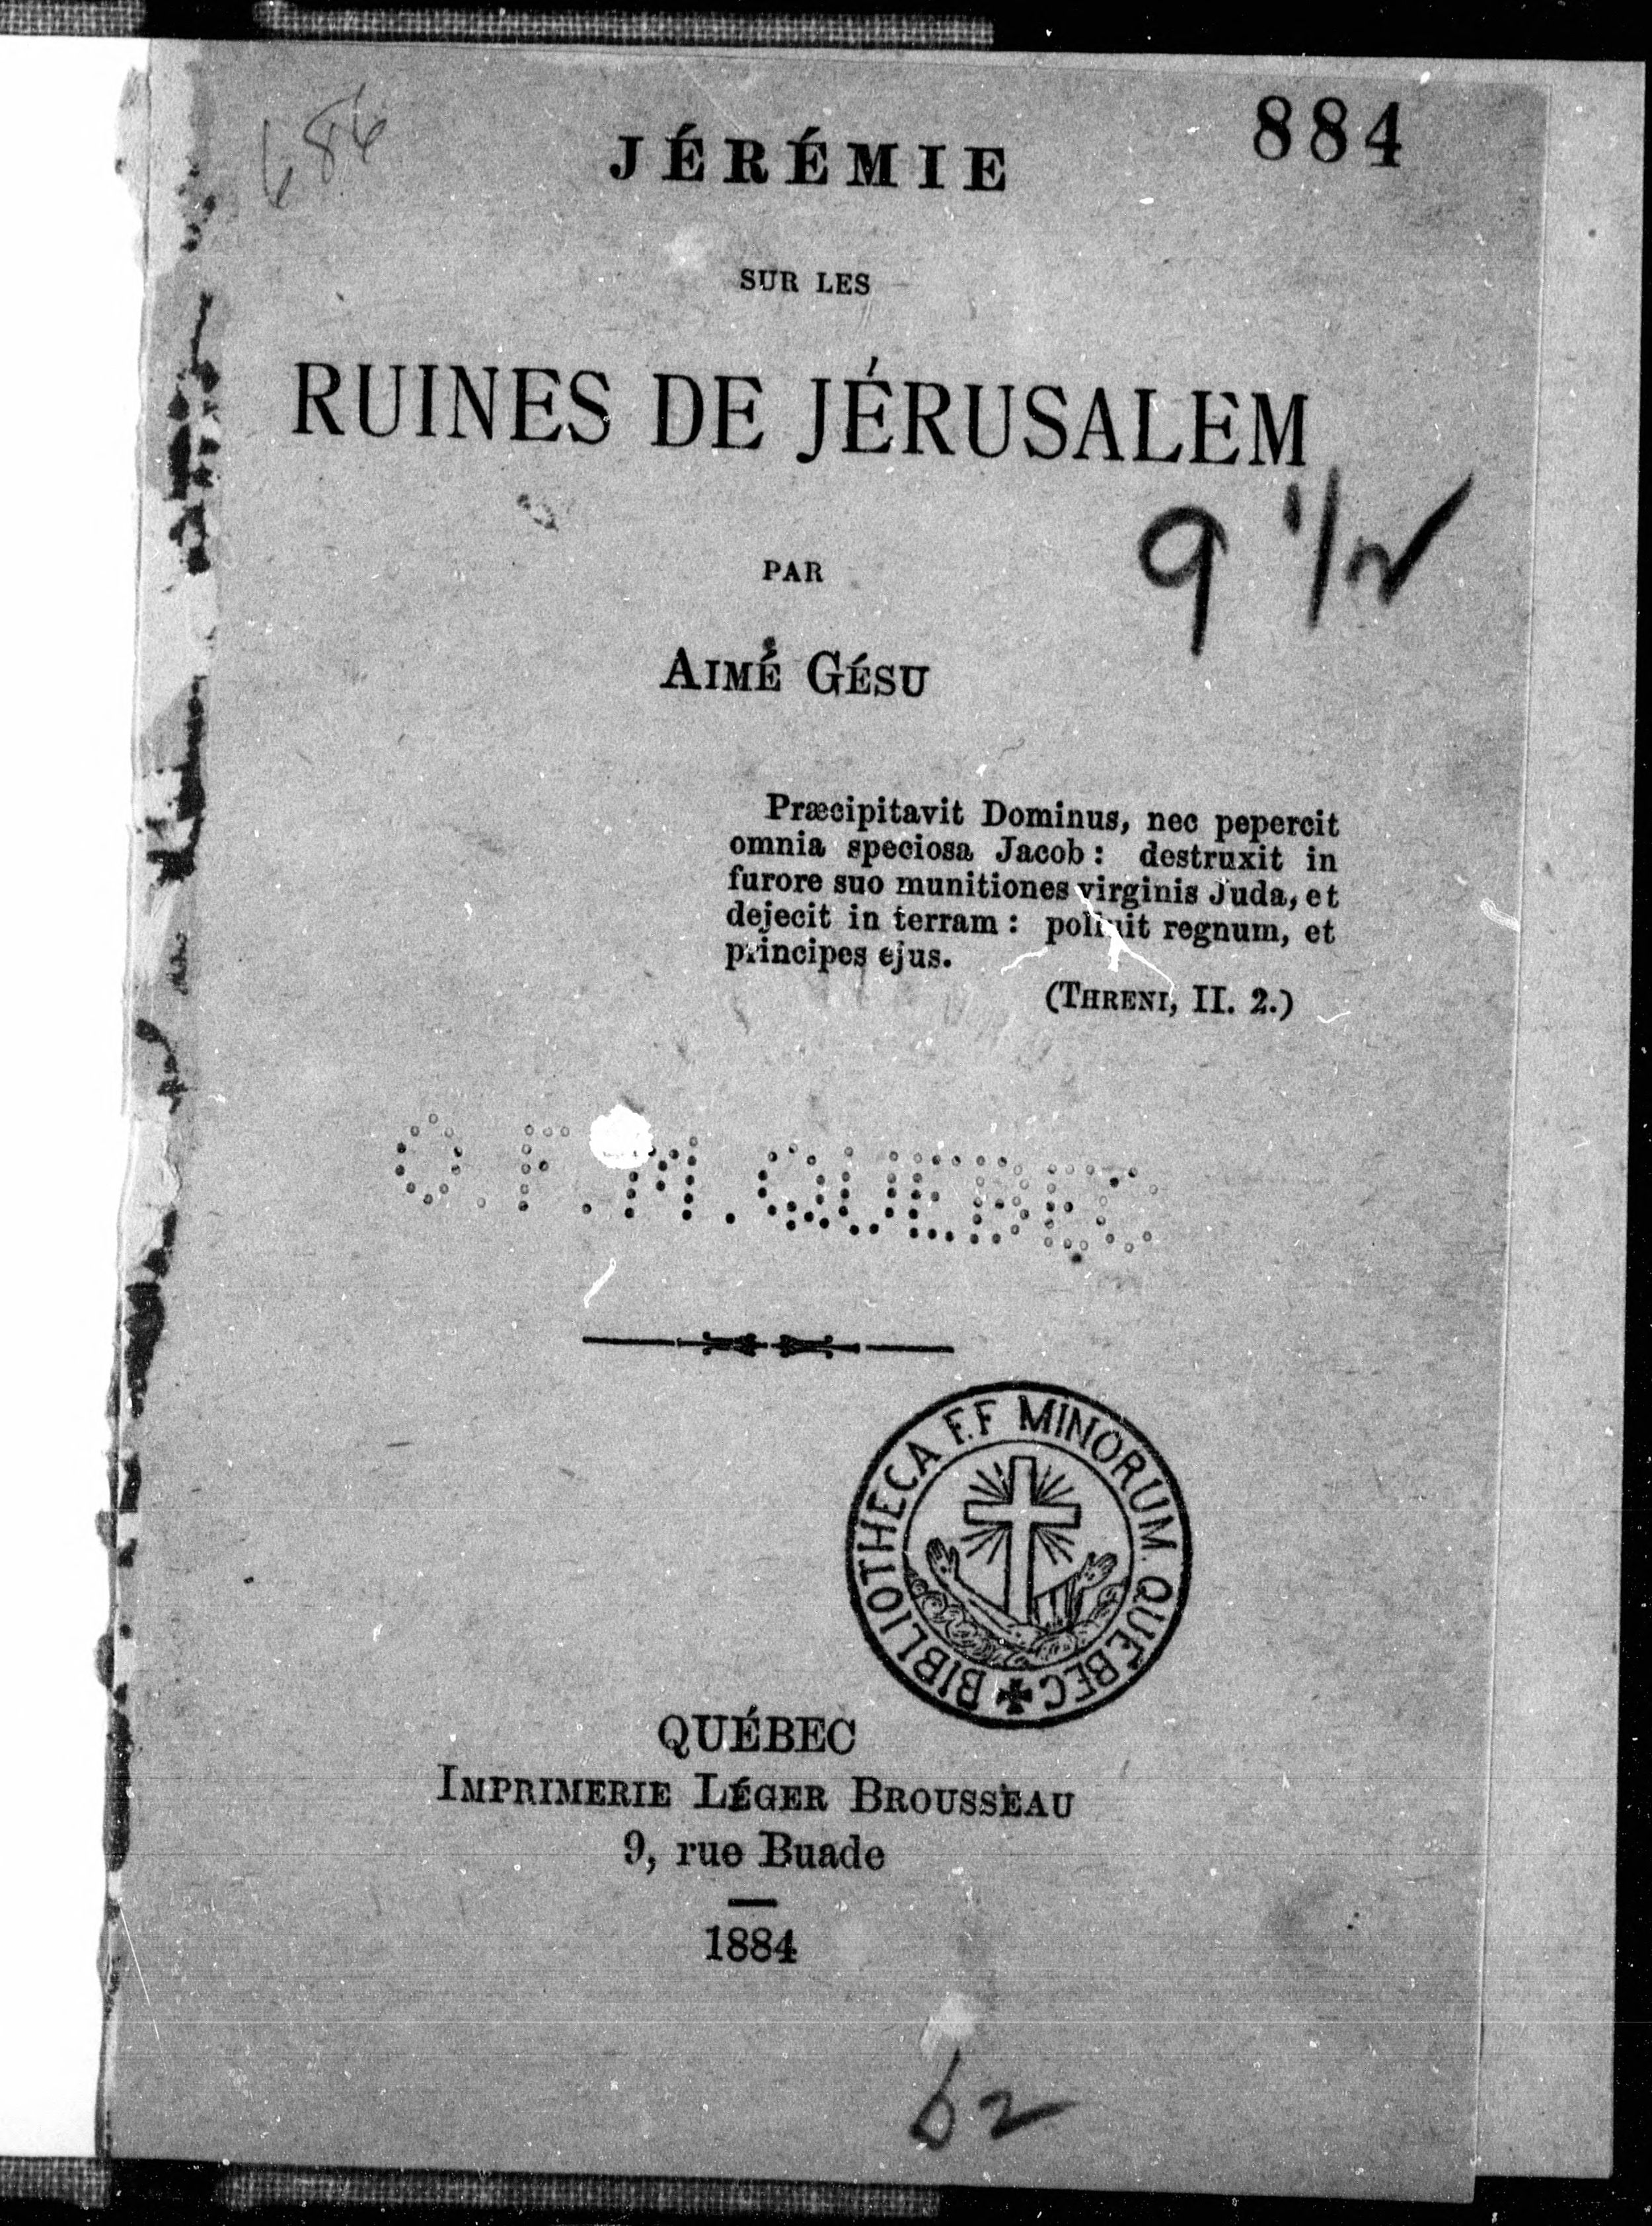 884
JÉRÉMIE
SUR LES
RUINES DE JÉRUSALEM
9 1/2
PAR
AIMÉ GÉSU
Præcipitavit Dominus, nec pepercit
omnia speciosa Jacob : destruxit in
furore suo munitiones virginis Juda, et
dejecit in terram : polluit regnum, et
principes ejus.
(THRENI, II. 2.)
O.F.M.QUEBEC
BIBLIOTHECA F.F MINORUM. QUÉBEC
QUÉBEC
IMPRIMERIE LÉGER BROUSSEAU
9, rue Buade
1884